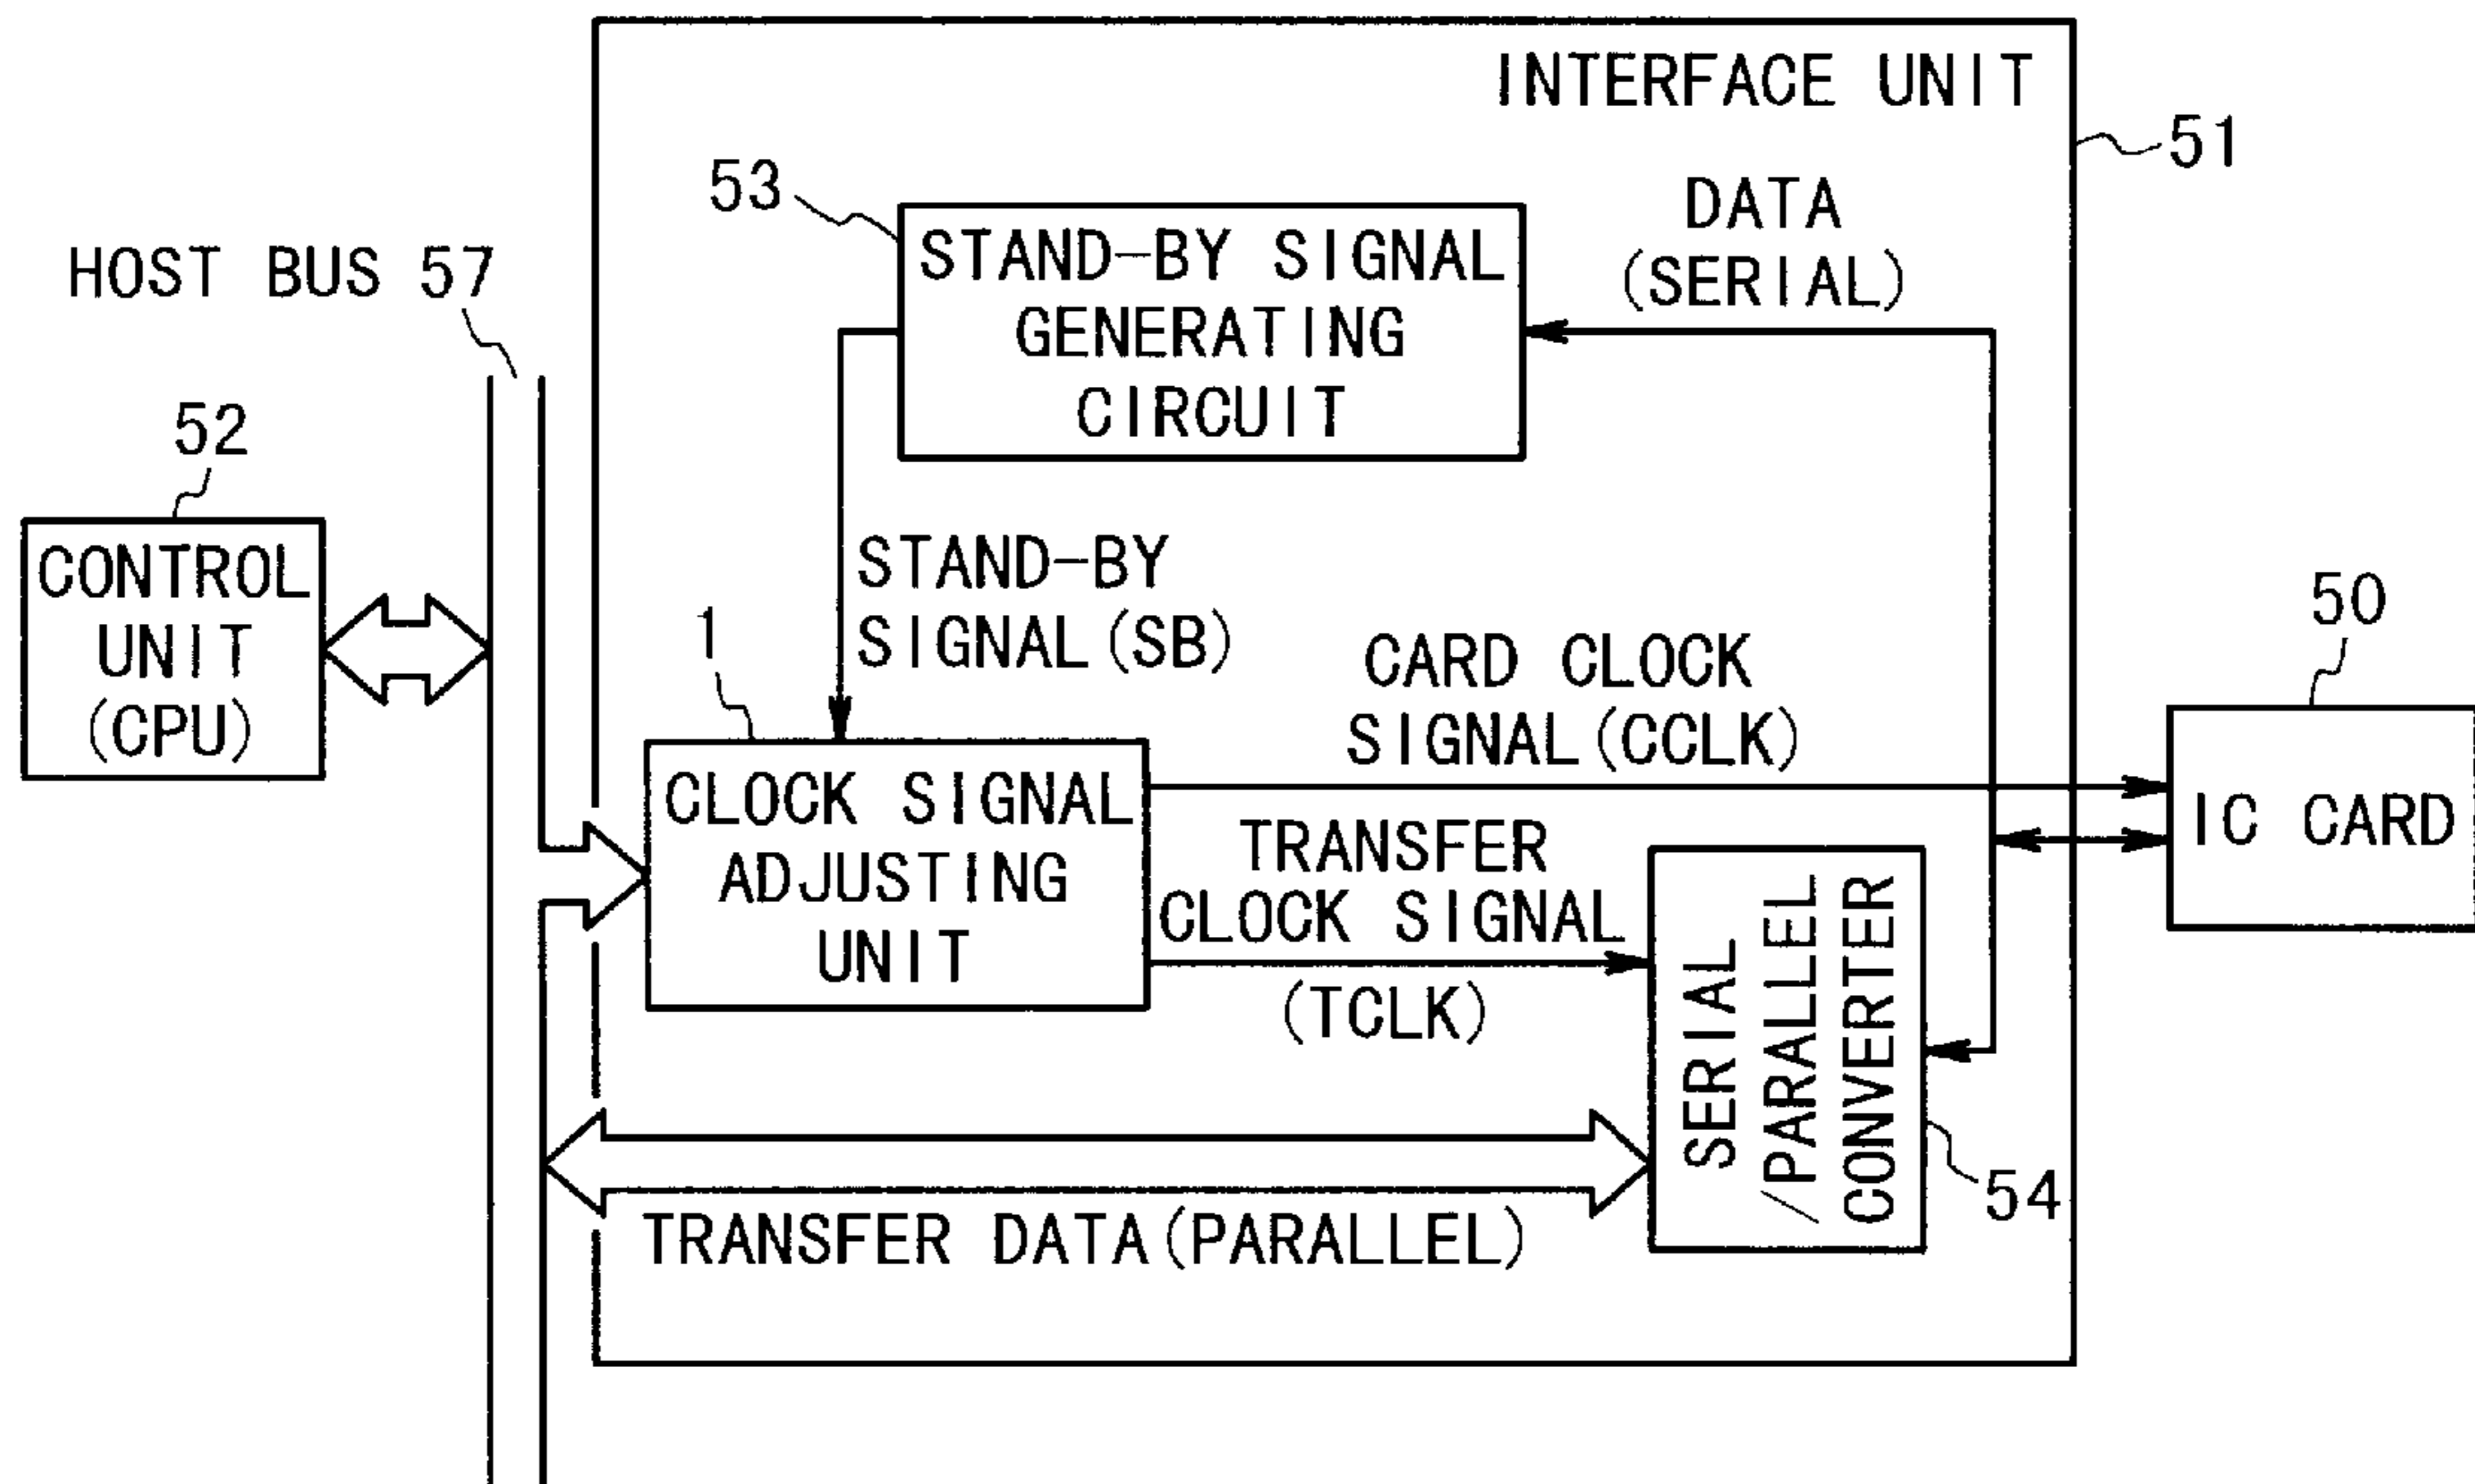 INTERFACE UNIT
51
53
STAND-BY SIGNAL
GENERATING
CIRCUIT
DATA
(SERIAL)
HOST BUS 57
52
CONTROL
UNIT
(CPU)
STAND-BY
SIGNAL(SB)
1
CLOCK SIGNAL
ADJUSTING
UNIT
CARD CLOCK
SIGNAL(CCLK)
50
IC CARD
TRANSFER
CLOCK SIGNAL
(TCLK)
SERIAL
/PARALLEL
CONVERTER
54
TRANSFER DATA(PARALLEL)